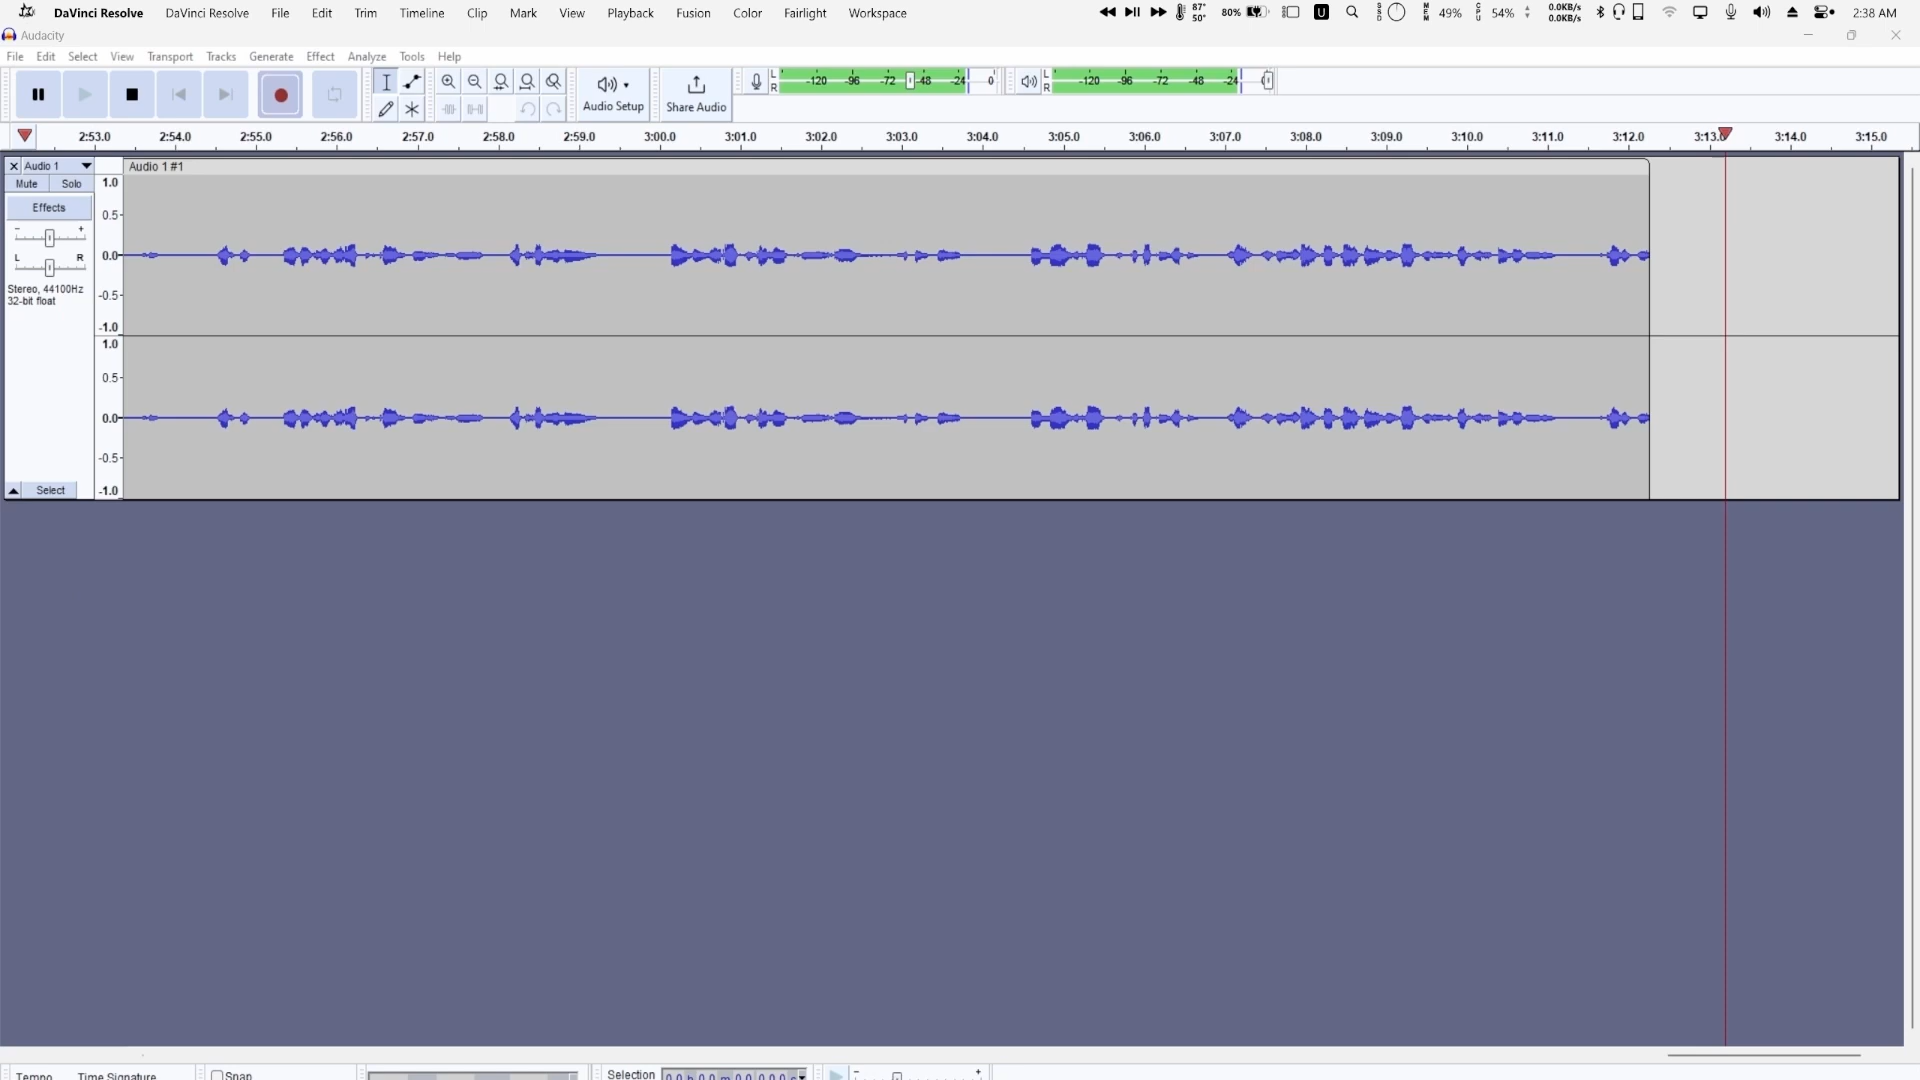 DaVinci Resolve DaVinci Resolve File Edit Trim Timeline Clip Mark View Playback Fusion Color Fairlight Workspace 87° 50° 80% U SSD MEM 49% CPU 54% 0.0KB/s 0.0KB/s 2:38 AM
Audacity
File Edit Select View Transport Tracks Generate Effect Analyze Tools Help
Audio Setup
Share Audio
L R -120 -96 -72 -48 -24 0
L R -120 -96 -72 -48 -24
2:53.0 2:54.0 2:55.0 2:56.0 2:57.0 2:58.0 2:59.0 3:00.0 3:01.0 3:02.0 3:03.0 3:04.0 3:05.0 3:06.0 3:07.0 3:08.0 3:09.0 3:10.0 3:11.0 3:12.0 3:13.0 3:14.0 3:15.0
Audio 1
Audio 1 #1
Mute Solo
Effects
- +
L R
Stereo, 44100Hz
32-bit float
Select
1.0
0.5
0.0
-0.5
-1.0
1.0
0.5
0.0
-0.5
-1.0
Tempo Time Signature Snap Selection